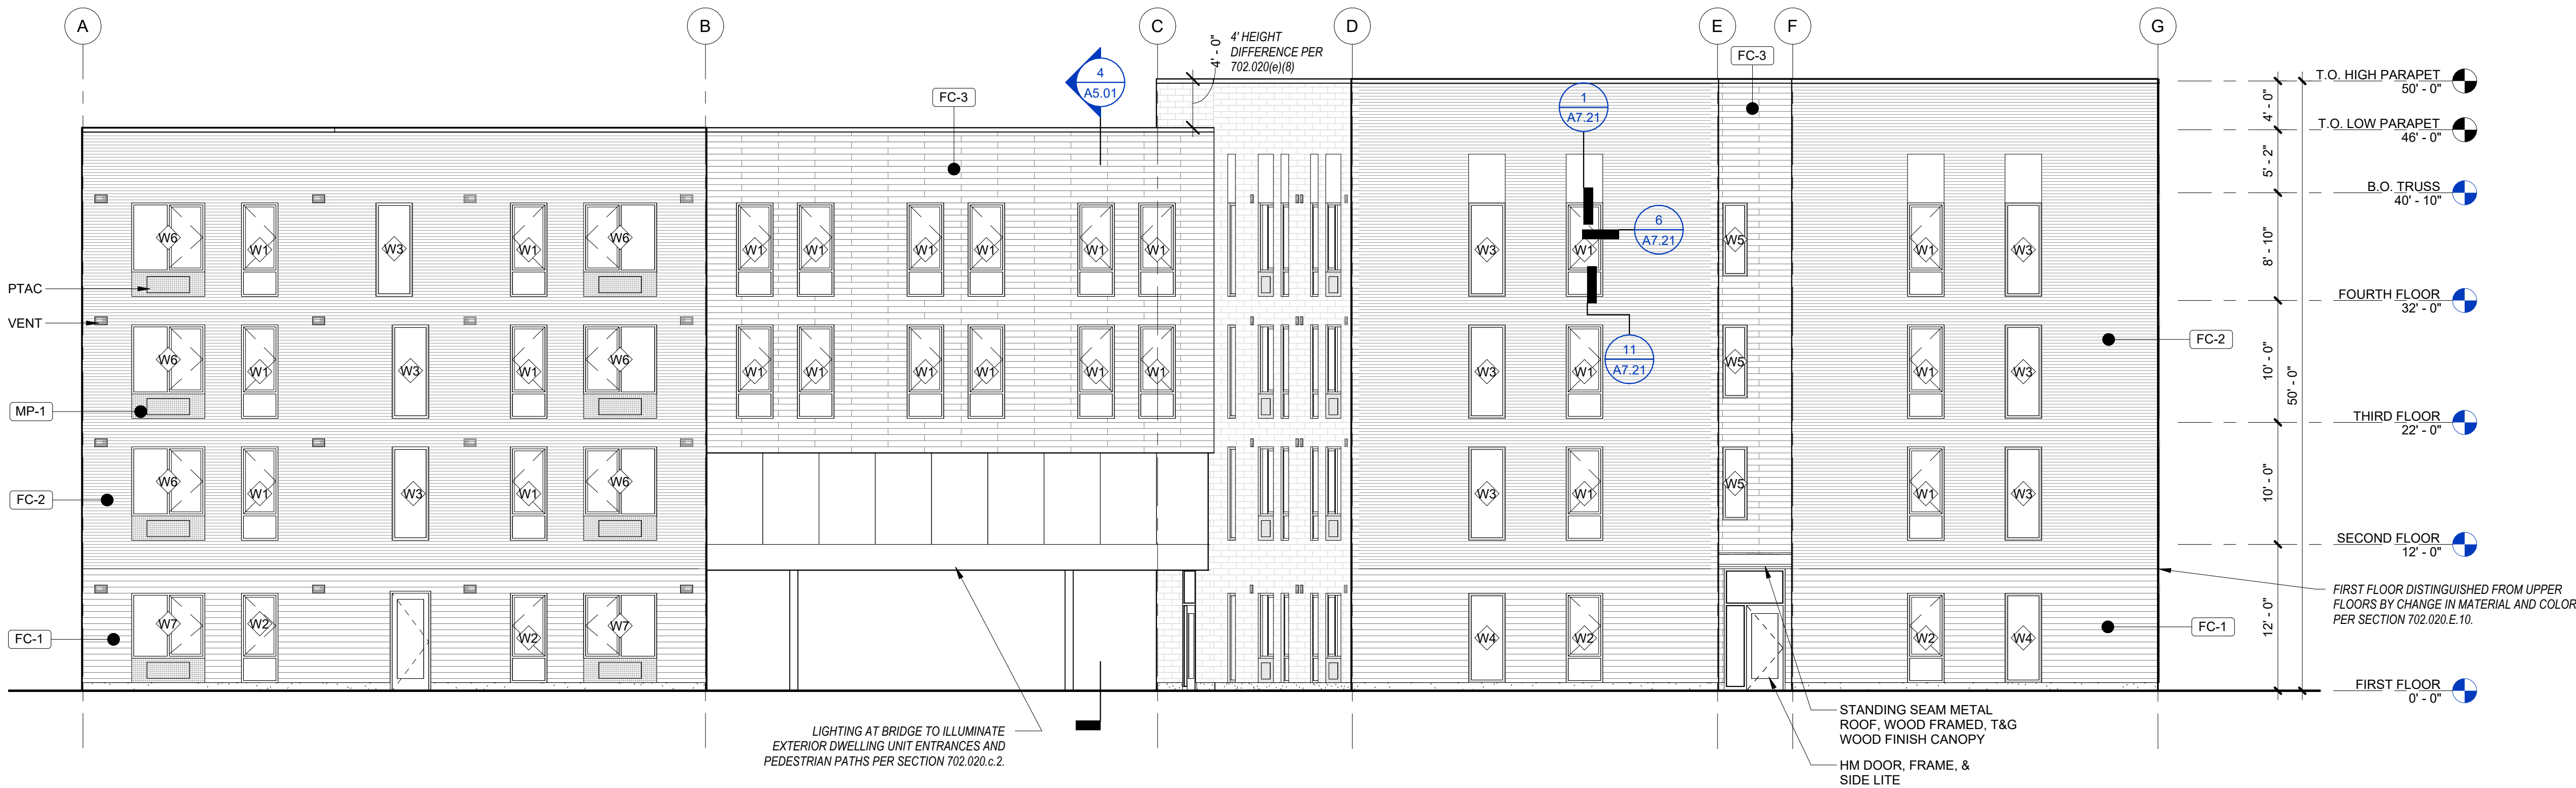 A
B
C
D
E
F
G
4' - 0"
4' HEIGHT
DIFFERENCE PER
702.020(e)(8)
4
A5.01
FC-3
FC-3
1
A7.21
6
A7.21
11
A7.21
T.O. HIGH PARAPET
50' - 0"
4' - 0"
T.O. LOW PARAPET
46' - 0"
5' - 2"
B.O. TRUSS
40' - 10"
8' - 10"
FOURTH FLOOR
32' - 0"
10' - 0"
50' - 0"
THIRD FLOOR
22' - 0"
10' - 0"
SECOND FLOOR
12' - 0"
12' - 0"
FIRST FLOOR
0' - 0"
W6 W1 W3 W1 W6 W1 W1 W1 W1 W1 W1 W3 W1 W5 W1 W3
PTAC
VENT
FC-2
W6 W1 W3 W1 W6 W1 W1 W1 W1 W1 W1 W3 W1 W5 W1 W3
MP-1
W6 W1 W3 W1 W6 W3 W1 W5 W1 W3
FC-2
FIRST FLOOR DISTINGUISHED FROM UPPER
FLOORS BY CHANGE IN MATERIAL AND COLOR
PER SECTION 702.020.E.10.
W7 W2 W2 W7 W4 W2 W2 W4
FC-1
FC-1
LIGHTING AT BRIDGE TO ILLUMINATE
EXTERIOR DWELLING UNIT ENTRANCES AND
PEDESTRIAN PATHS PER SECTION 702.020.c.2.
STANDING SEAM METAL
ROOF, WOOD FRAMED, T&G
WOOD FINISH CANOPY
HM DOOR, FRAME, &
SIDE LITE